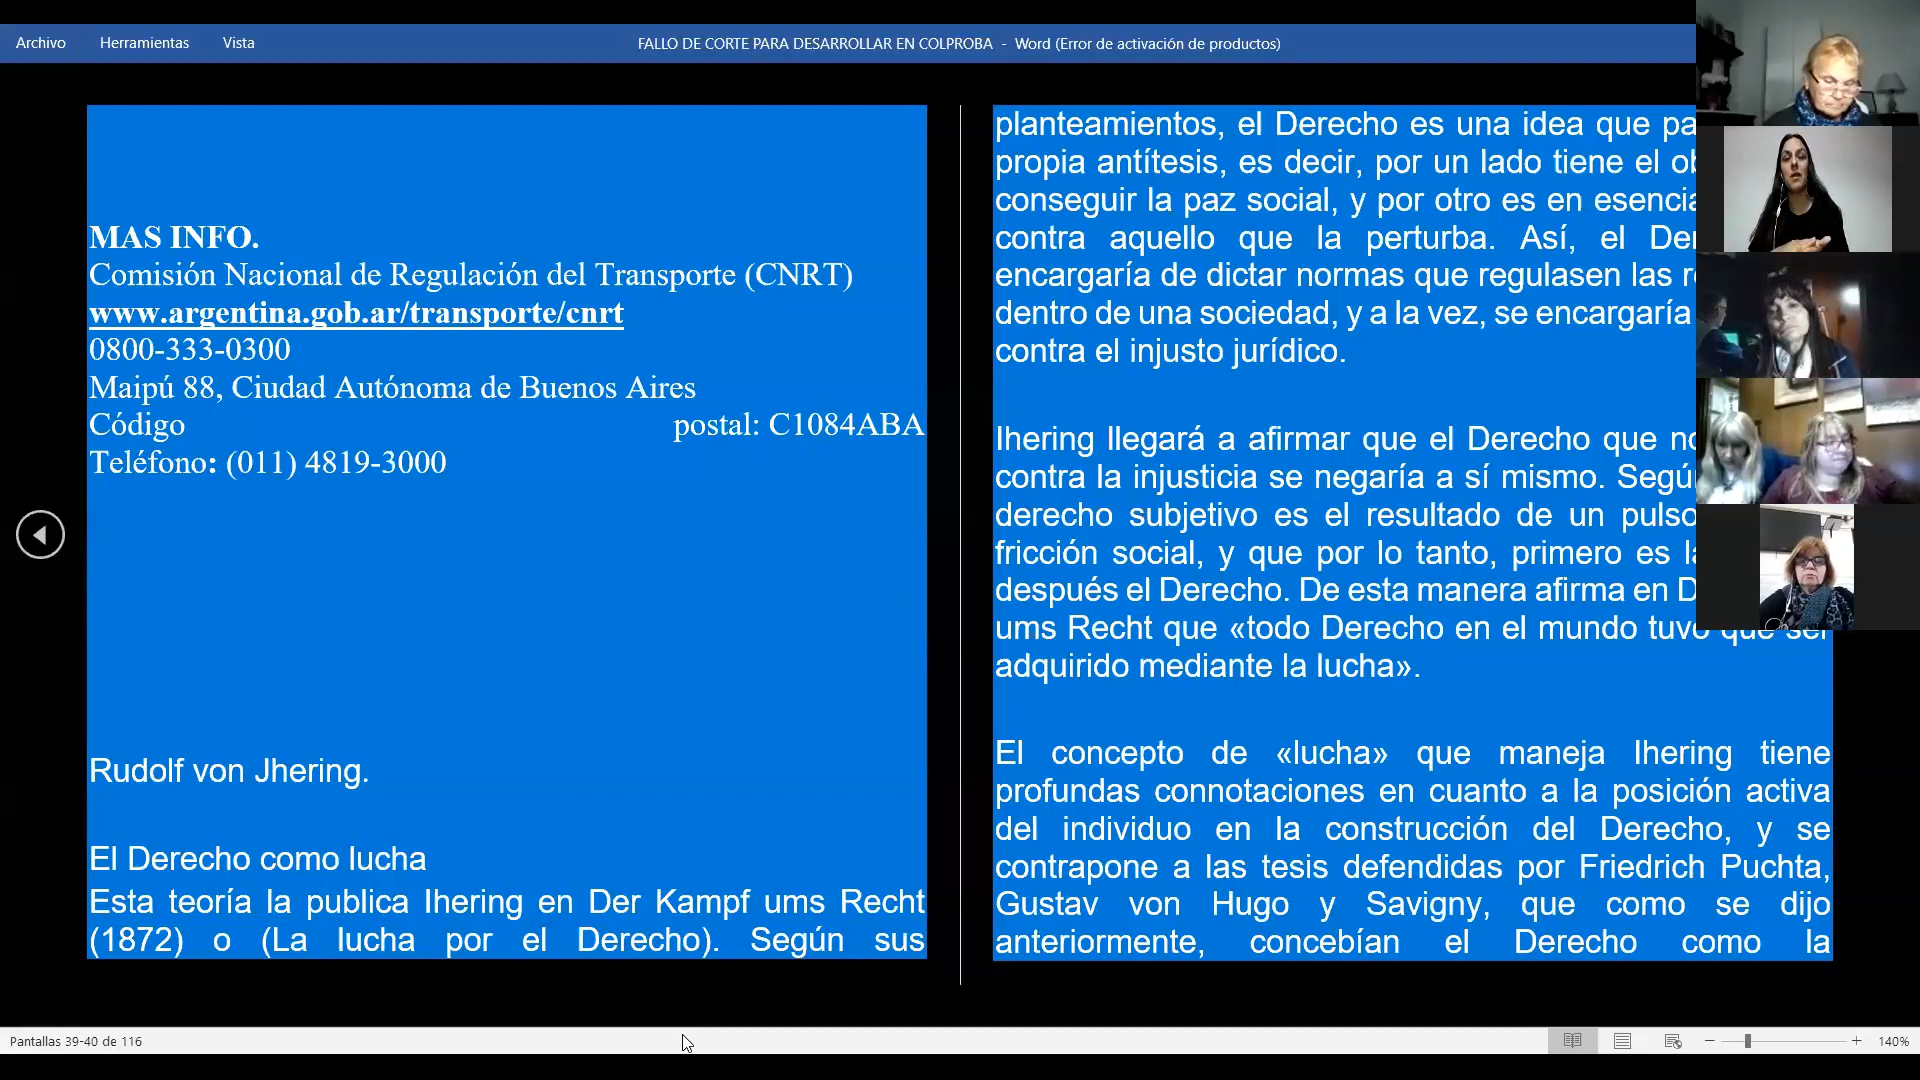 Archivo Herramientas Vista
FALLO DE CORTE PARA DESARROLLAR EN COLPROBA - Word (Error de activación de productos)
MAS INFO.
Comisión Nacional de Regulación del Transporte (CNRT)
www.argentina.gob.ar/transporte/cnrt
0800-333-0300
Maipú 88, Ciudad Autónoma de Buenos Aires
Código postal: C1084ABA
Teléfono: (011) 4819-3000
Rudolf von Jhering.
El Derecho como lucha
Esta teoría la publica Ihering en Der Kampf ums Recht
(1872) o (La lucha por el Derecho). Según sus
planteamientos, el Derecho es una idea que
propia antítesis, es decir, por un lado tiene el
conseguir la paz social, y por otro es en
contra aquello que la perturba. Así, el
encargaría de dictar normas que regulasen las
dentro de una sociedad, y a la vez, se encargaría
contra el injusto jurídico.
Ihering llegará a afirmar que el Derecho que
contra la injusticia se negaría a sí mismo.
derecho subjetivo es el resultado de un
fricción social, y que por lo tanto, primero es
después el Derecho. De esta manera afirma en
ums Recht que «todo Derecho en el mundo tuvo que ser
adquirido mediante la lucha».
El concepto de «lucha» que maneja Ihering tiene
profundas connotaciones en cuanto a la posición activa
del individuo en la construcción del Derecho, y se
contrapone a las tesis defendidas por Friedrich Puchta,
Gustav von Hugo y Savigny, que como se dijo
anteriormente, concebían el Derecho como la
Pantallas 39-40 de 116
140%